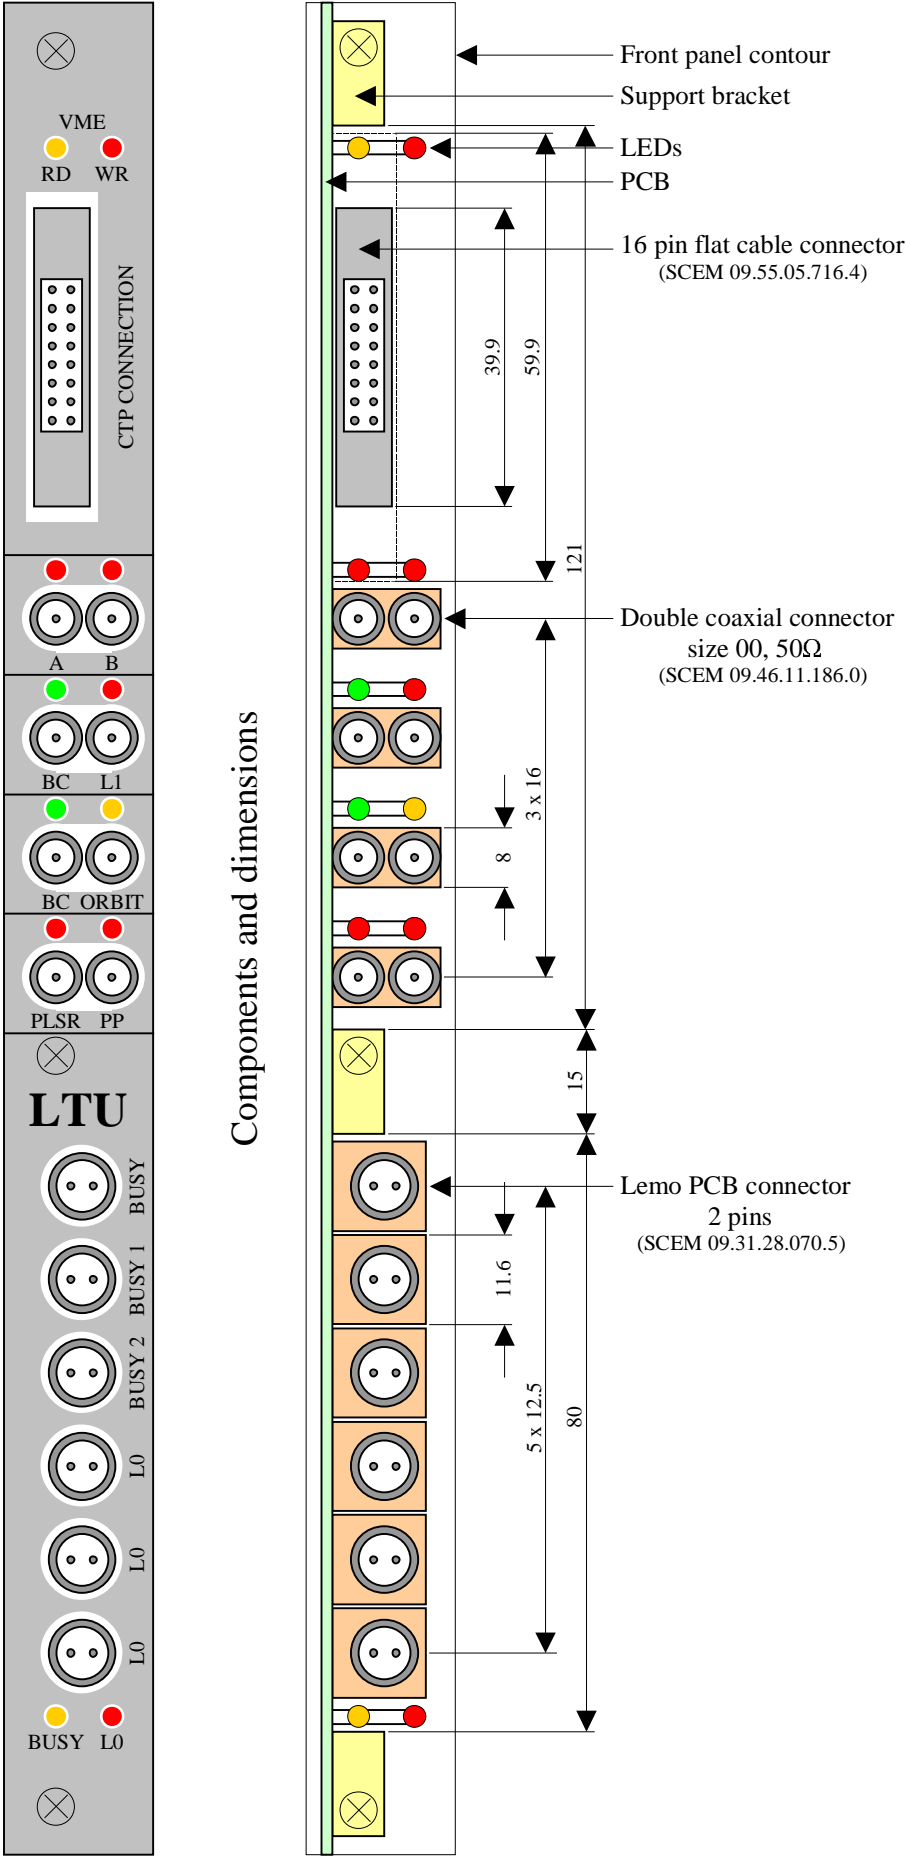 VME
RD WR
CTP CONNECTION
A B
BC L1
BC ORBIT
PLSR PP
LTU
BUSY
BUSY 1
BUSY 2
L0
L0
L0
BUSY L0
Components and dimensions
Front panel contour
Support bracket
LEDs
PCB
16 pin flat cable connector
(SCEM 09.55.05.716.4)
39.9
59.9
121
Double coaxial connector
size 00, 50Ω
(SCEM 09.46.11.186.0)
3 x 16
8
15
Lemo PCB connector
2 pins
(SCEM 09.31.28.070.5)
11.6
5 x 12.5
80